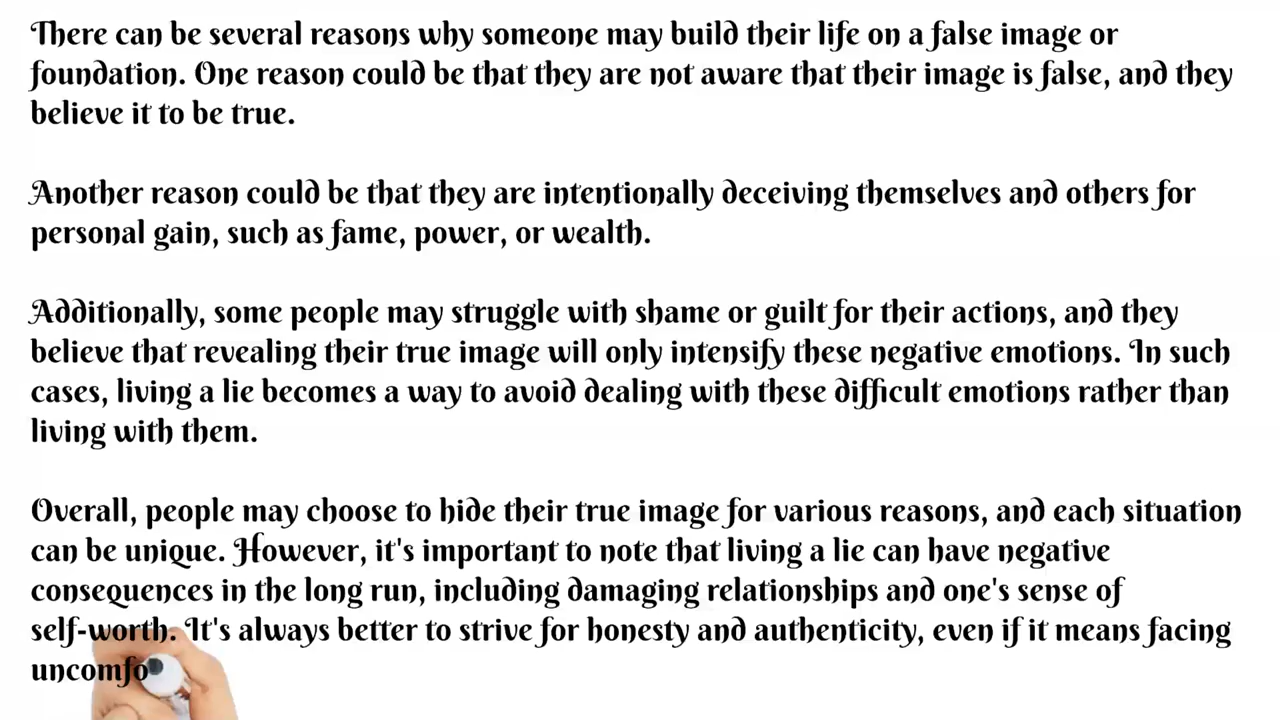 There can be several reasons why someone may build their life on a false image or
foundation. One reason could be that they are not aware that their image is false, and they
believe it to be true.
Another reason could be that they are intentionally deceiving themselves and others for
personal gain, such as fame, power, or wealth.
Additionally, some people may struggle with shame or guilt for their actions, and they
believe that revealing their true image will only intensify these negative emotions. In such
cases, living a lie becomes a way to avoid dealing with these difficult emotions rather than
living with them.
Overall, people may choose to hide their true image for various reasons, and each situation
can be unique. However, it's important to note that living a lie can have negative
consequences in the long run, including damaging relationships and one's sense of
self-worth. It's always better to strive for honesty and authenticity, even if it means facing
uncomfo